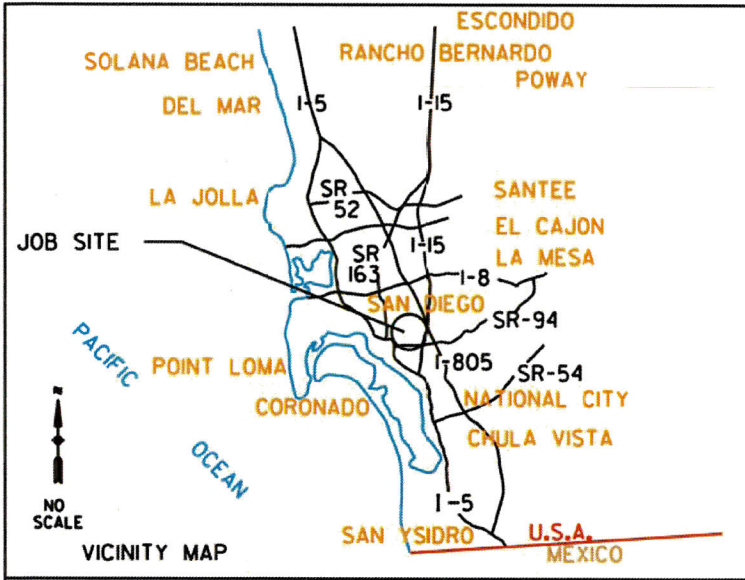 ESCONDIDO
SOLANA BEACH
RANCHO BERNARDO
POWAY
DEL MAR
I-5
I-15
LA JOLLA
SR
52
SANTEE
EL CAJON
JOB SITE
SR
163
I-15
LA MESA
I-8
SAN DIEGO
SR-94
PACIFIC
POINT LOMA
I-805
SR-54
CORONADO
NATIONAL CITY
CHULA VISTA
N
OCEAN
NO
SCALE
I-5
SAN YSIDRO
U.S.A.
VICINITY MAP
MEXICO